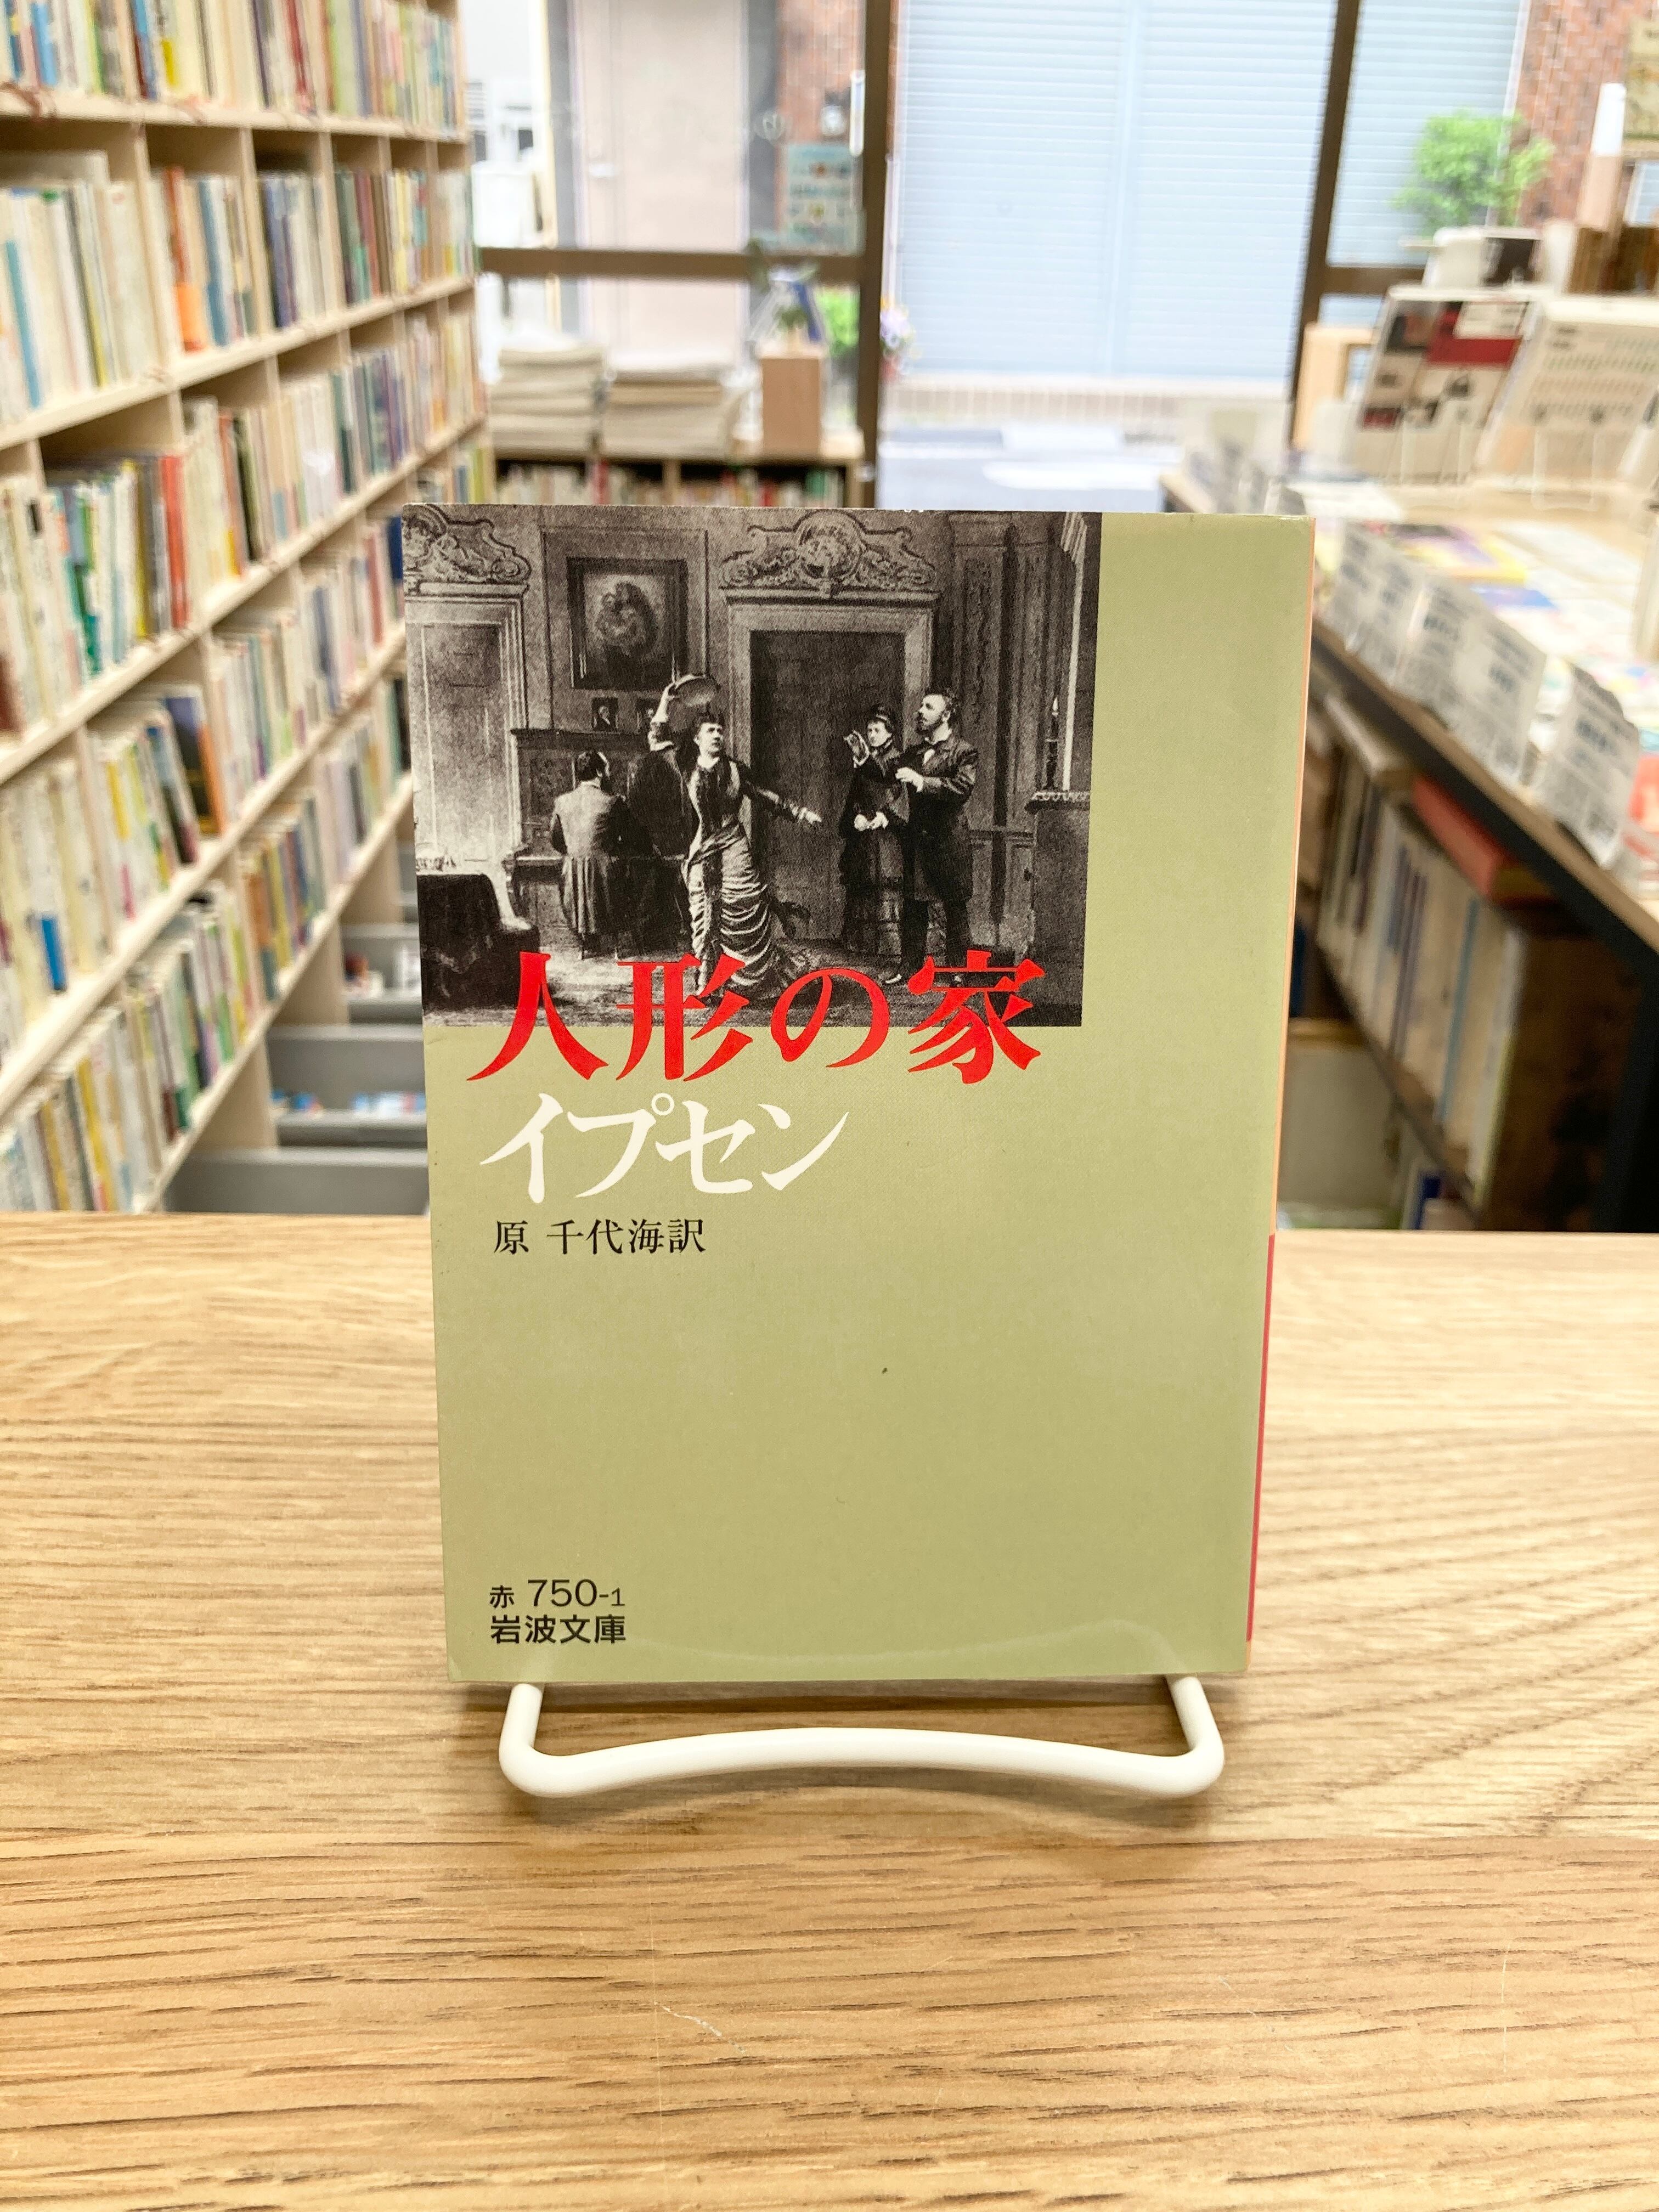 人形の家
イプセン
原 千代海訳
赤 750-1
岩波文庫